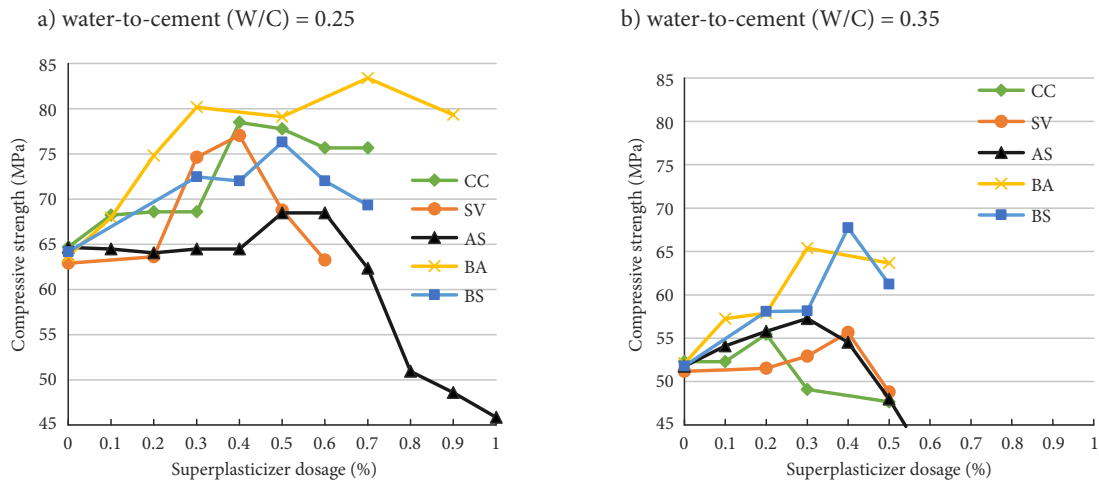 a) water-to-cement (W/C) = 0.25
85
80
75
70
65
60
55
50
45
0 0.1 0.2 0.3 0.4 0.5 0.6 0.7 0.8 0.9 1
Compressive strength (MPa)
Superplasticizer dosage (%)
CC
SV
AS
BA
BS
b) water-to-cement (W/C) = 0.35
85
80
75
70
65
60
55
50
45
0 0.1 0.2 0.3 0.4 0.5 0.6 0.7 0.8 0.9 1
Compressive strength (MPa)
Superplasticizer dosage (%)
CC
SV
AS
BA
BS